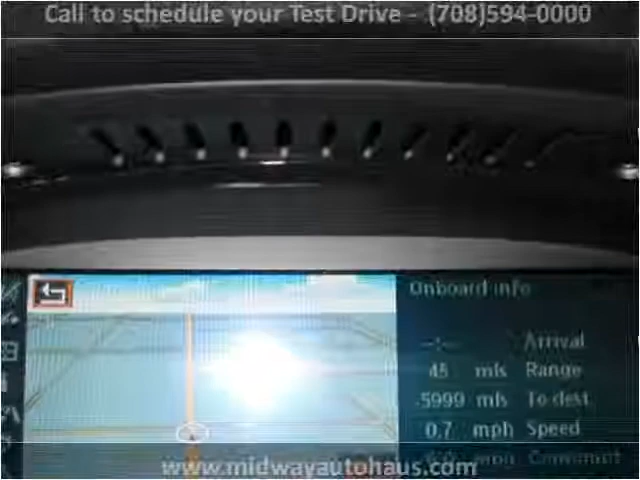 Call to schedule your Test Drive - (708)594-0000
Onboard info
--:-- Arrival
45 mls Range
.5999 mls To dest.
0.7 mph Speed
www.midwayautohaus.com